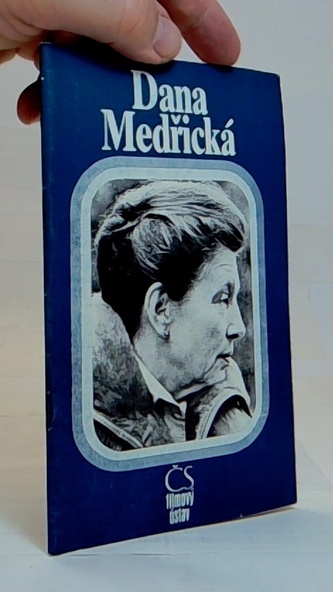 Dana
Medřická
ČS
filmový
ústav